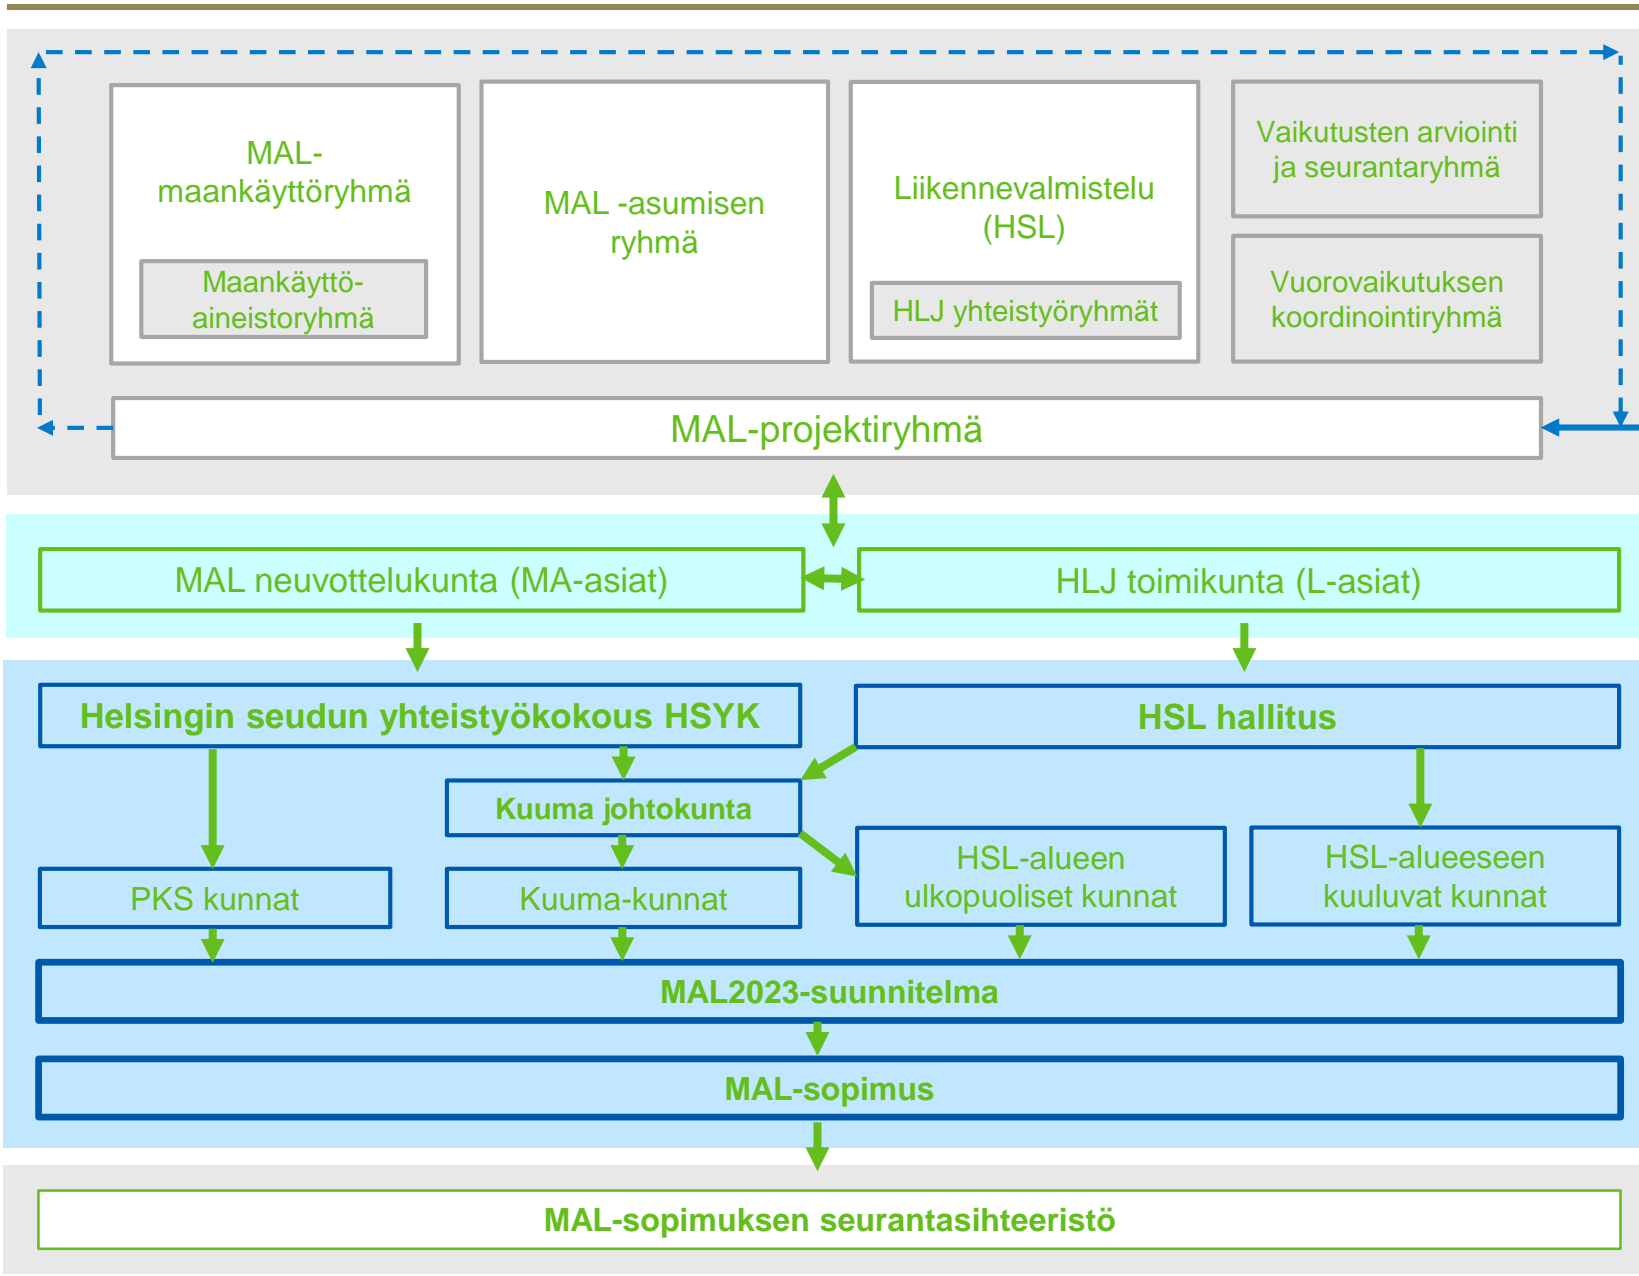 MAL-
maankäyttöryhmä
Maankäyttö-
aineistoryhmä
MAL -asumisen
ryhmä
Liikennevalmistelu
(HSL)
HLJ yhteistyöryhmät
Vaikutusten arviointi
ja seurantaryhmä
Vuorovaikutuksen
koordinointiryhmä
MAL-projektiryhmä
MAL neuvottelukunta (MA-asiat)
HLJ toimikunta (L-asiat)
Helsingin seudun yhteistyökokous HSYK
HSL hallitus
Kuuma johtokunta
PKS kunnat
Kuuma-kunnat
HSL-alueen
ulkopuoliset kunnat
HSL-alueeseen
kuuluvat kunnat
MAL2023-suunnitelma
MAL-sopimus
MAL-sopimuksen seurantasihteeristö